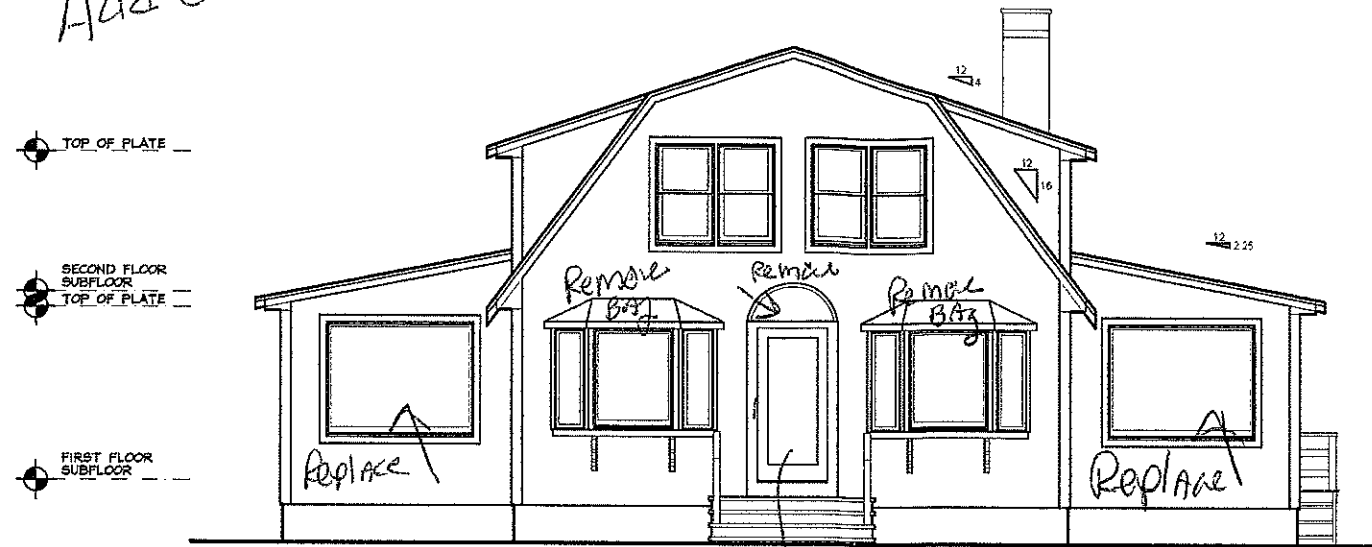 Add
12
4
TOP OF PLATE
12
16
12
2.25
SECOND FLOOR
SUBFLOOR
TOP OF PLATE
Remove
Bay
Remove
Remove
BAy
FIRST FLOOR
SUBFLOOR
Replace
Replace